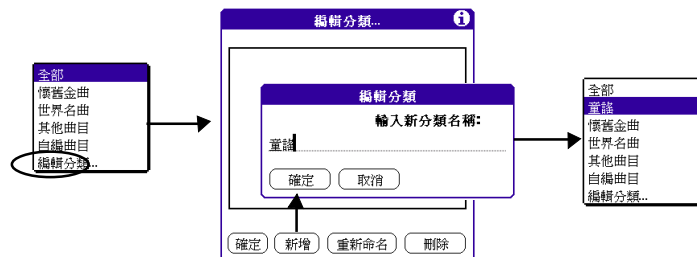 全部
懷舊金曲
世界名曲
其他曲目
自編曲目
編輯分類...
編輯分類...
編輯分類
輸入新分類名稱:
童謠
確定 取消
確定 新增 重新命名 刪除
全部
童謠
懷舊金曲
世界名曲
其他曲目
自編曲目
編輯分類...